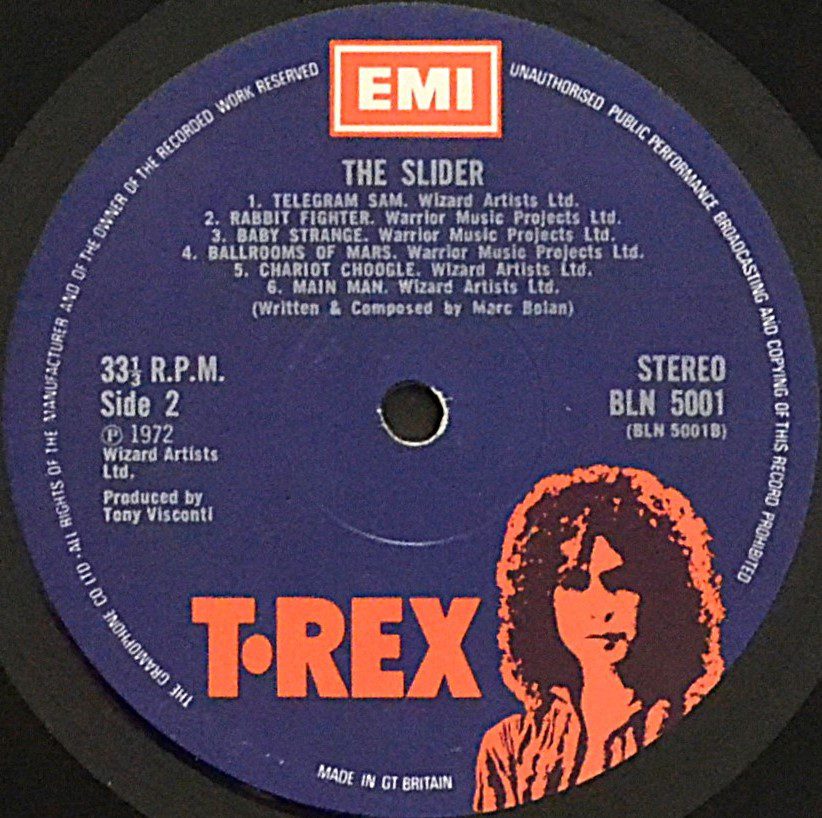 EMI
THE GRAMOPHONE CO LTD · ALL RIGHTS OF THE MANUFACTURER AND OF THE OWNER OF THE RECORDED WORK RESERVED
UNAUTHORISED PUBLIC PERFORMANCE BROADCASTING AND COPYING OF THIS RECORD PROHIBITED
THE SLIDER
1. TELEGRAM SAM. Wizard Artists Ltd.
2. RABBIT FIGHTER. Warrior Music Projects Ltd.
3. BABY STRANGE. Warrior Music Projects Ltd.
4. BALLROOMS OF MARS. Warrior Music Projects Ltd.
5. CHARIOT CHOOGLE. Wizard Artists Ltd.
6. MAIN MAN. Wizard Artists Ltd.
(Written & Composed by Marc Bolan)
33⅓ R.P.M.
Side 2
℗ 1972
Wizard Artists
Ltd.
Produced by
Tony Visconti
STEREO
BLN 5001
(BLN 5001B)
T·REX
MADE IN GT BRITAIN